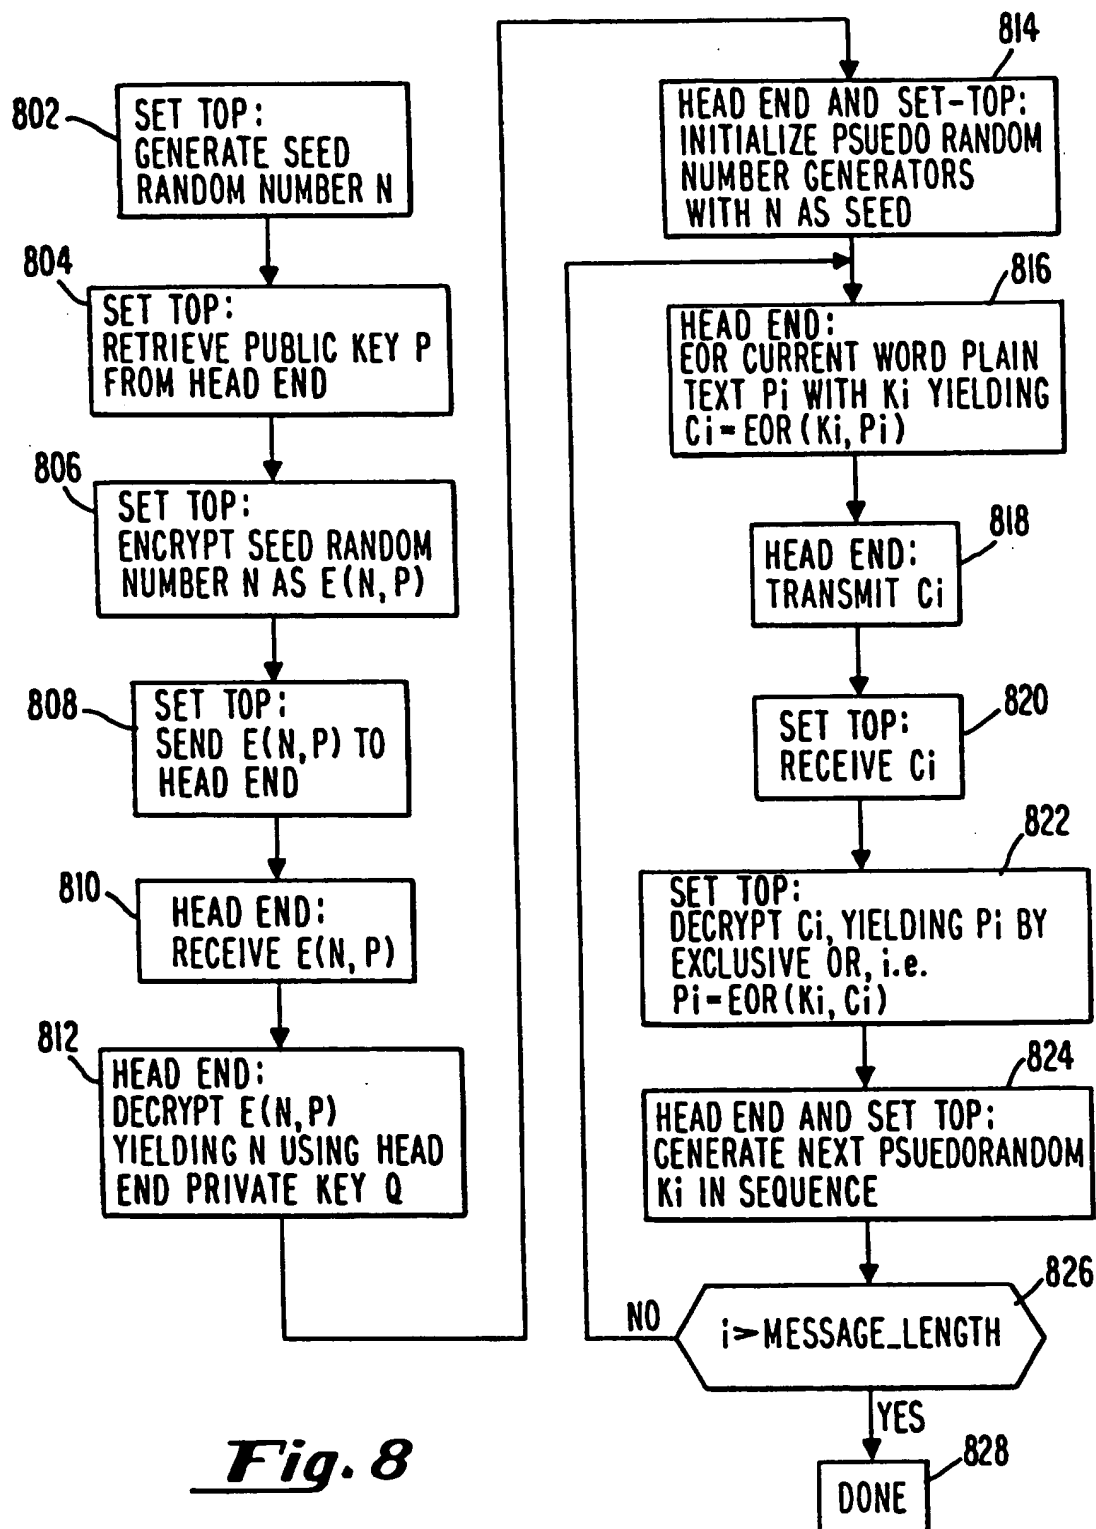 802
SET TOP:
GENERATE SEED
RANDOM NUMBER N
804
SET TOP:
RETRIEVE PUBLIC KEY P
FROM HEAD END
806
SET TOP:
ENCRYPT SEED RANDOM
NUMBER N AS E(N,P)
808
SET TOP:
SEND E(N,P) TO
HEAD END
810
HEAD END:
RECEIVE E(N,P)
812
HEAD END:
DECRYPT E(N,P)
YIELDING N USING HEAD
END PRIVATE KEY Q
814
HEAD END AND SET-TOP:
INITIALIZE PSUEDO RANDOM
NUMBER GENERATORS
WITH N AS SEED
816
HEAD END:
EOR CURRENT WORD PLAIN
TEXT Pi WITH Ki YIELDING
Ci=EOR(Ki,Pi)
818
HEAD END:
TRANSMIT Ci
820
SET TOP:
RECEIVE Ci
822
SET TOP:
DECRYPT Ci, YIELDING Pi BY
EXCLUSIVE OR, i.e.
Pi=EOR(Ki,Ci)
824
HEAD END AND SET TOP:
GENERATE NEXT PSUEDORANDOM
Ki IN SEQUENCE
826
i>MESSAGE_LENGTH
NO
YES
828
DONE
Fig. 8